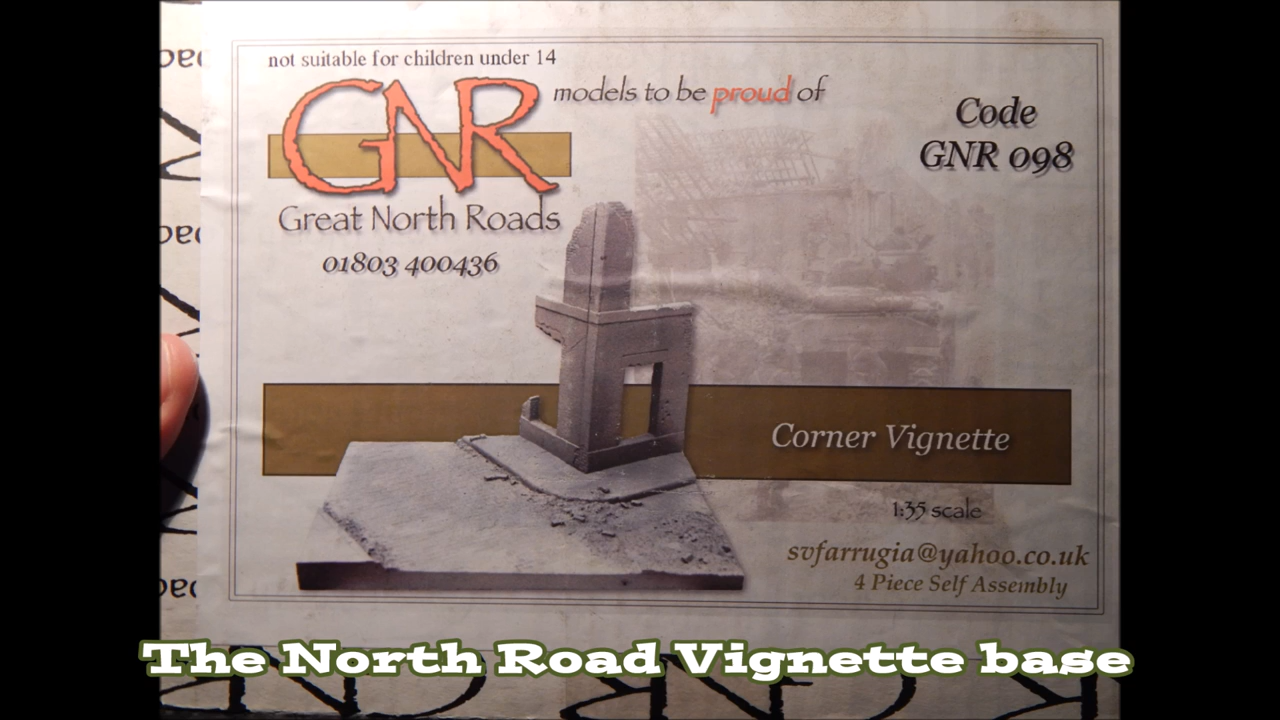 not suitable for children under 14
GNR
models to be proud of
Code
GNR 098
Great North Roads
01803 400436
Corner Vignette
1:35 scale
svfarrugia@yahoo.co.uk
4 Piece Self Assembly
The North Road Vignette base